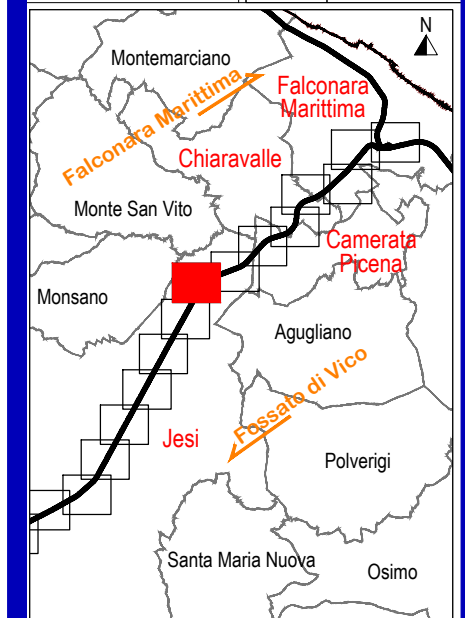 N
Montemarciano
Falconara Marittima
Falconara
Marittima
Chiaravalle
Monte San Vito
Camerata
Picena
Monsano
Agugliano
Fossato di Vico
Jesi
Polverigi
Santa Maria Nuova
Osimo